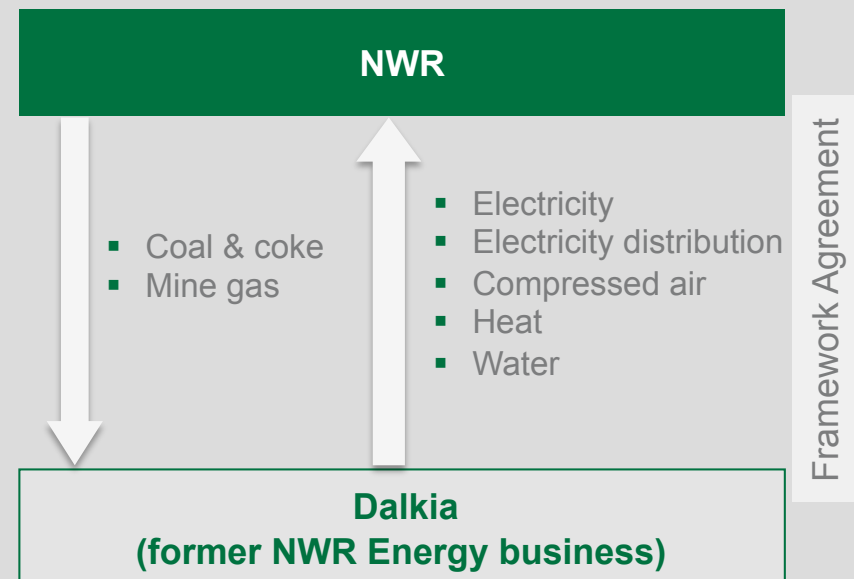 NWR
▪ Coal & coke
▪ Mine gas
▪ Electricity
▪ Electricity distribution
▪ Compressed air
▪ Heat
▪ Water
Framework Agreement
Dalkia
(former NWR Energy business)